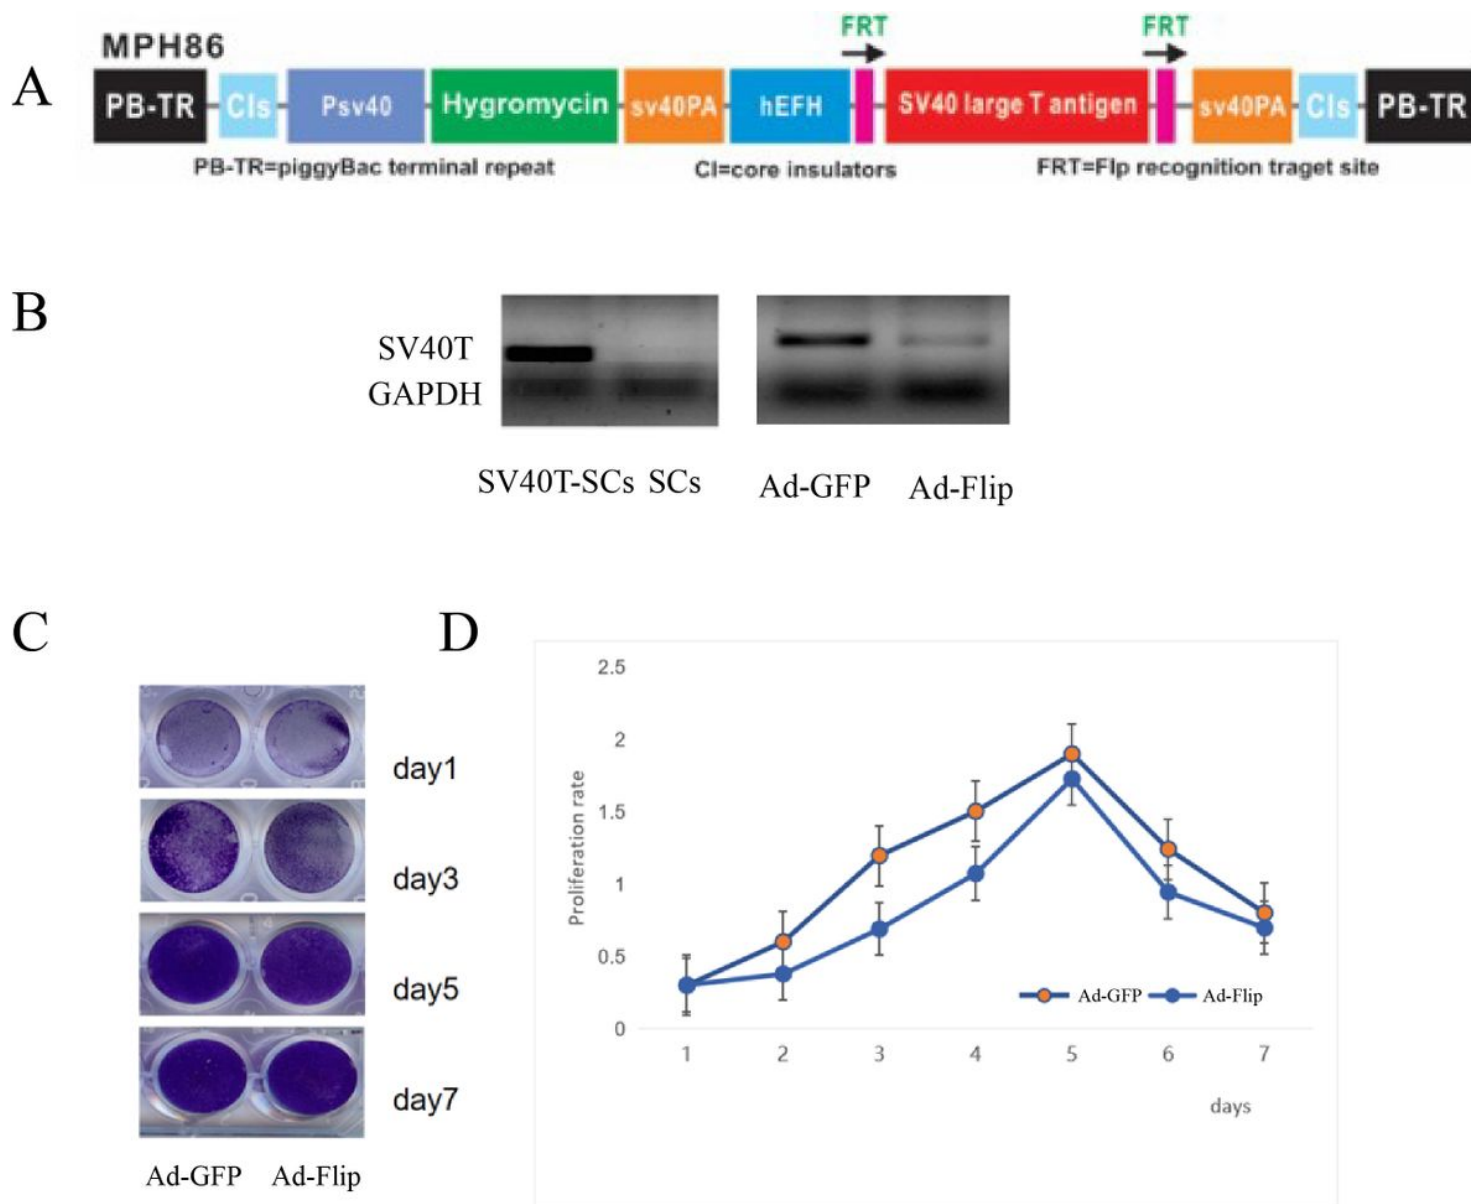 FRT FRT
MPH86
A
PB-TR CIs Psv40 Hygromycin sv40PA hEFH SV40 large T antigen sv40PA CIs PB-TR
PB-TR=piggyBac terminal repeat CI=core insulators FRT=Flp recognition traget site
B
SV40T
GAPDH
SV40T-SCs SCs Ad-GFP Ad-Flip
C
day1
day3
day5
day7
Ad-GFP Ad-Flip
D
Proliferation rate
2.5
2
1.5
1
0.5
0
Ad-GFP Ad-Flip
1 2 3 4 5 6 7
days